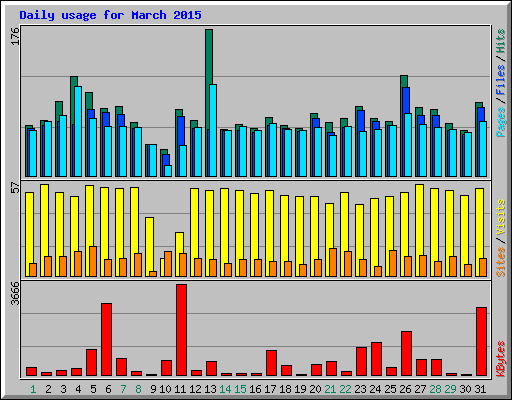 Daily usage for March 2015
176
57
3666
Pages / Files / Hits
Sites / Visits
KBytes
1 2 3 4 5 6 7 8 9 10 11 12 13 14 15 16 17 18 19 20 21 22 23 24 25 26 27 28 29 30 31